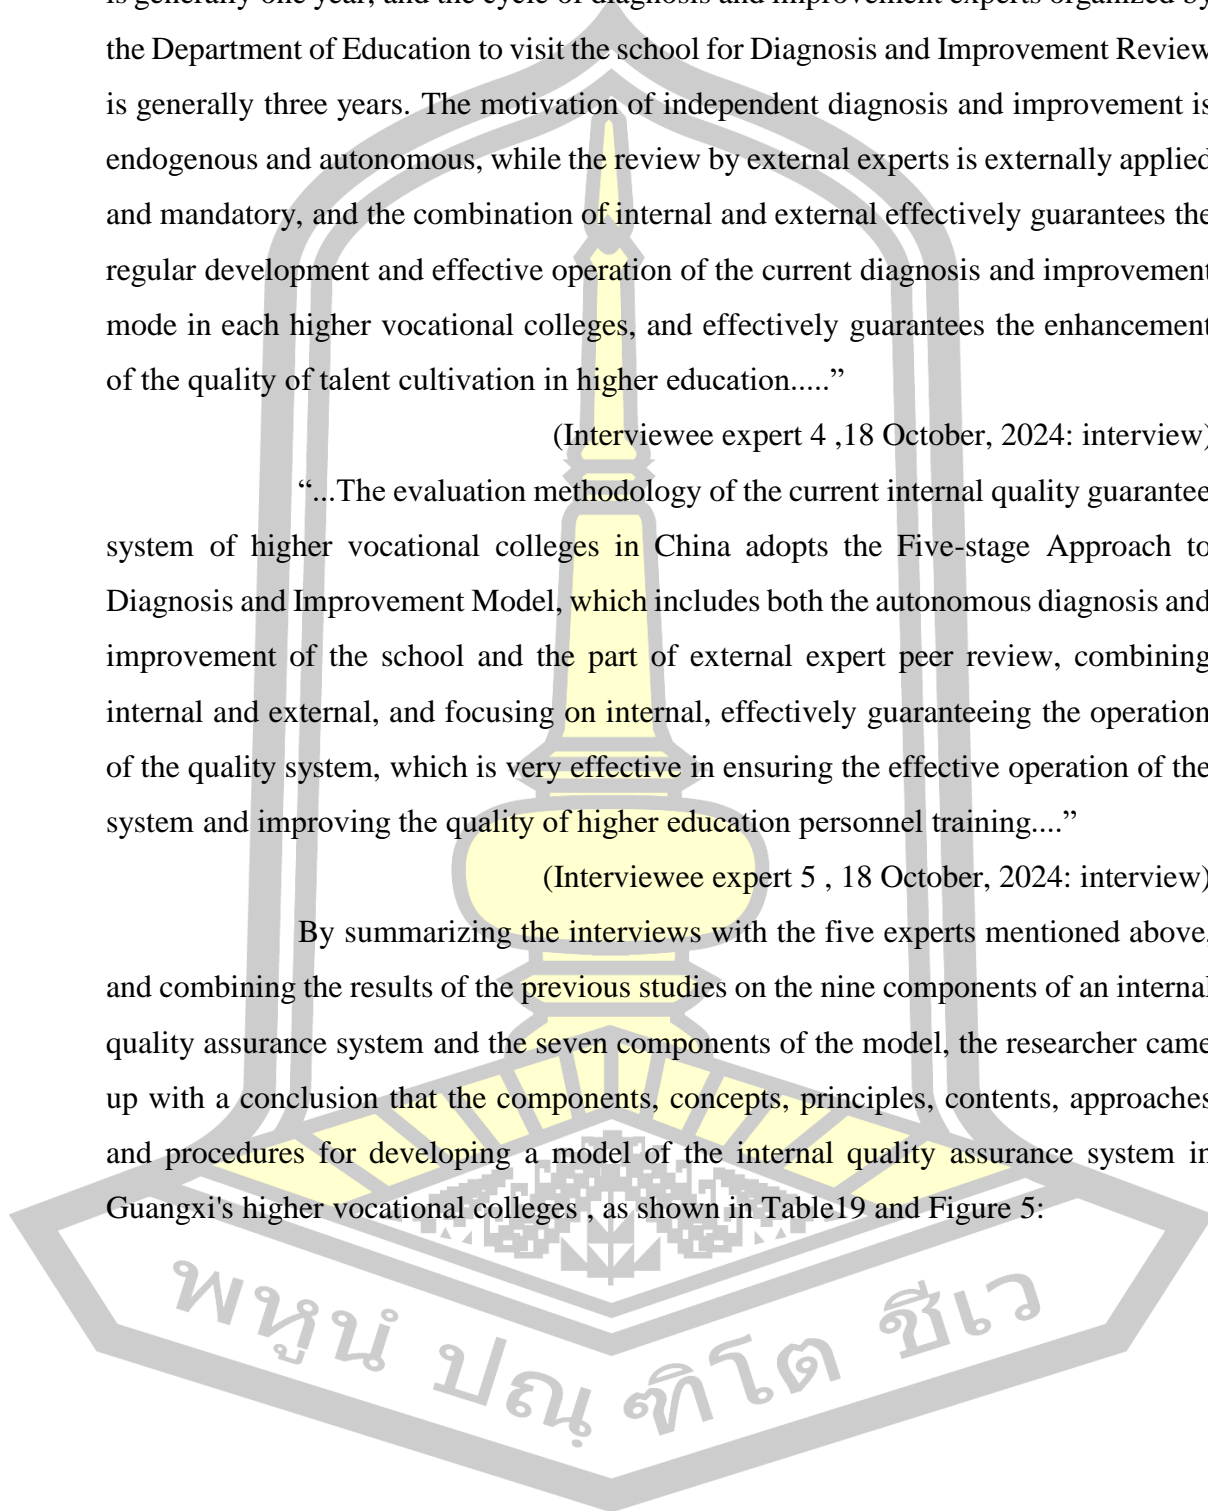 is generally one year, and the cycle of diagnosis and improvement experts organized by
the Department of Education to visit the school for Diagnosis and Improvement Review
is generally three years. The motivation of independent diagnosis and improvement is
endogenous and autonomous, while the review by external experts is externally applied
and mandatory, and the combination of internal and external effectively guarantees the
regular development and effective operation of the current diagnosis and improvement
mode in each higher vocational colleges, and effectively guarantees the enhancement
of the quality of talent cultivation in higher education.....”
(Interviewee expert 4 ,18 October, 2024: interview)
“...The evaluation methodology of the current internal quality guarantee
system of higher vocational colleges in China adopts the Five-stage Approach to
Diagnosis and Improvement Model, which includes both the autonomous diagnosis and
improvement of the school and the part of external expert peer review, combining
internal and external, and focusing on internal, effectively guaranteeing the operation
of the quality system, which is very effective in ensuring the effective operation of the
system and improving the quality of higher education personnel training....”
(Interviewee expert 5 , 18 October, 2024: interview)
By summarizing the interviews with the five experts mentioned above,
and combining the results of the previous studies on the nine components of an internal
quality assurance system and the seven components of the model, the researcher came
up with a conclusion that the components, concepts, principles, contents, approaches
and procedures for developing a model of the internal quality assurance system in
Guangxi's higher vocational colleges , as shown in Table19 and Figure 5:
พหูนํ ปณฺฑิโต ชีเว